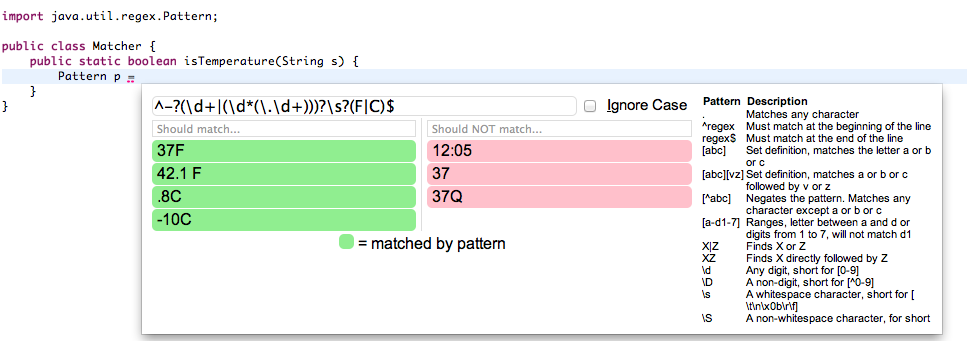 import java.util.regex.Pattern;
public class Matcher {
public static boolean isTemperature(String s) {
Pattern p =
}
}
^-?(\d+|(\d*(\.\d+)))?\s?(F|C)$
Ignore Case
Should match...
Should NOT match...
37F
12:05
42.1 F
37
.8C
37Q
-10C
= matched by pattern
Pattern Description
. Matches any character
^regex Must match at the beginning of the line
regex$ Must match at the end of the line
[abc] Set definition, matches the letter a or b
or c
[abc][vz] Set definition, matches a or b or c
followed by v or z
[^abc] Negates the pattern. Matches any
character except a or b or c
[a-d1-7] Ranges, letter between a and d or
digits from 1 to 7, will not match d1
X|Z Finds X or Z
XZ Finds X directly followed by Z
\d Any digit, short for [0-9]
\D A non-digit, short for [^0-9]
\s A whitespace character, short for [
\t\n\x0b\r\f]
\S A non-whitespace character, for short